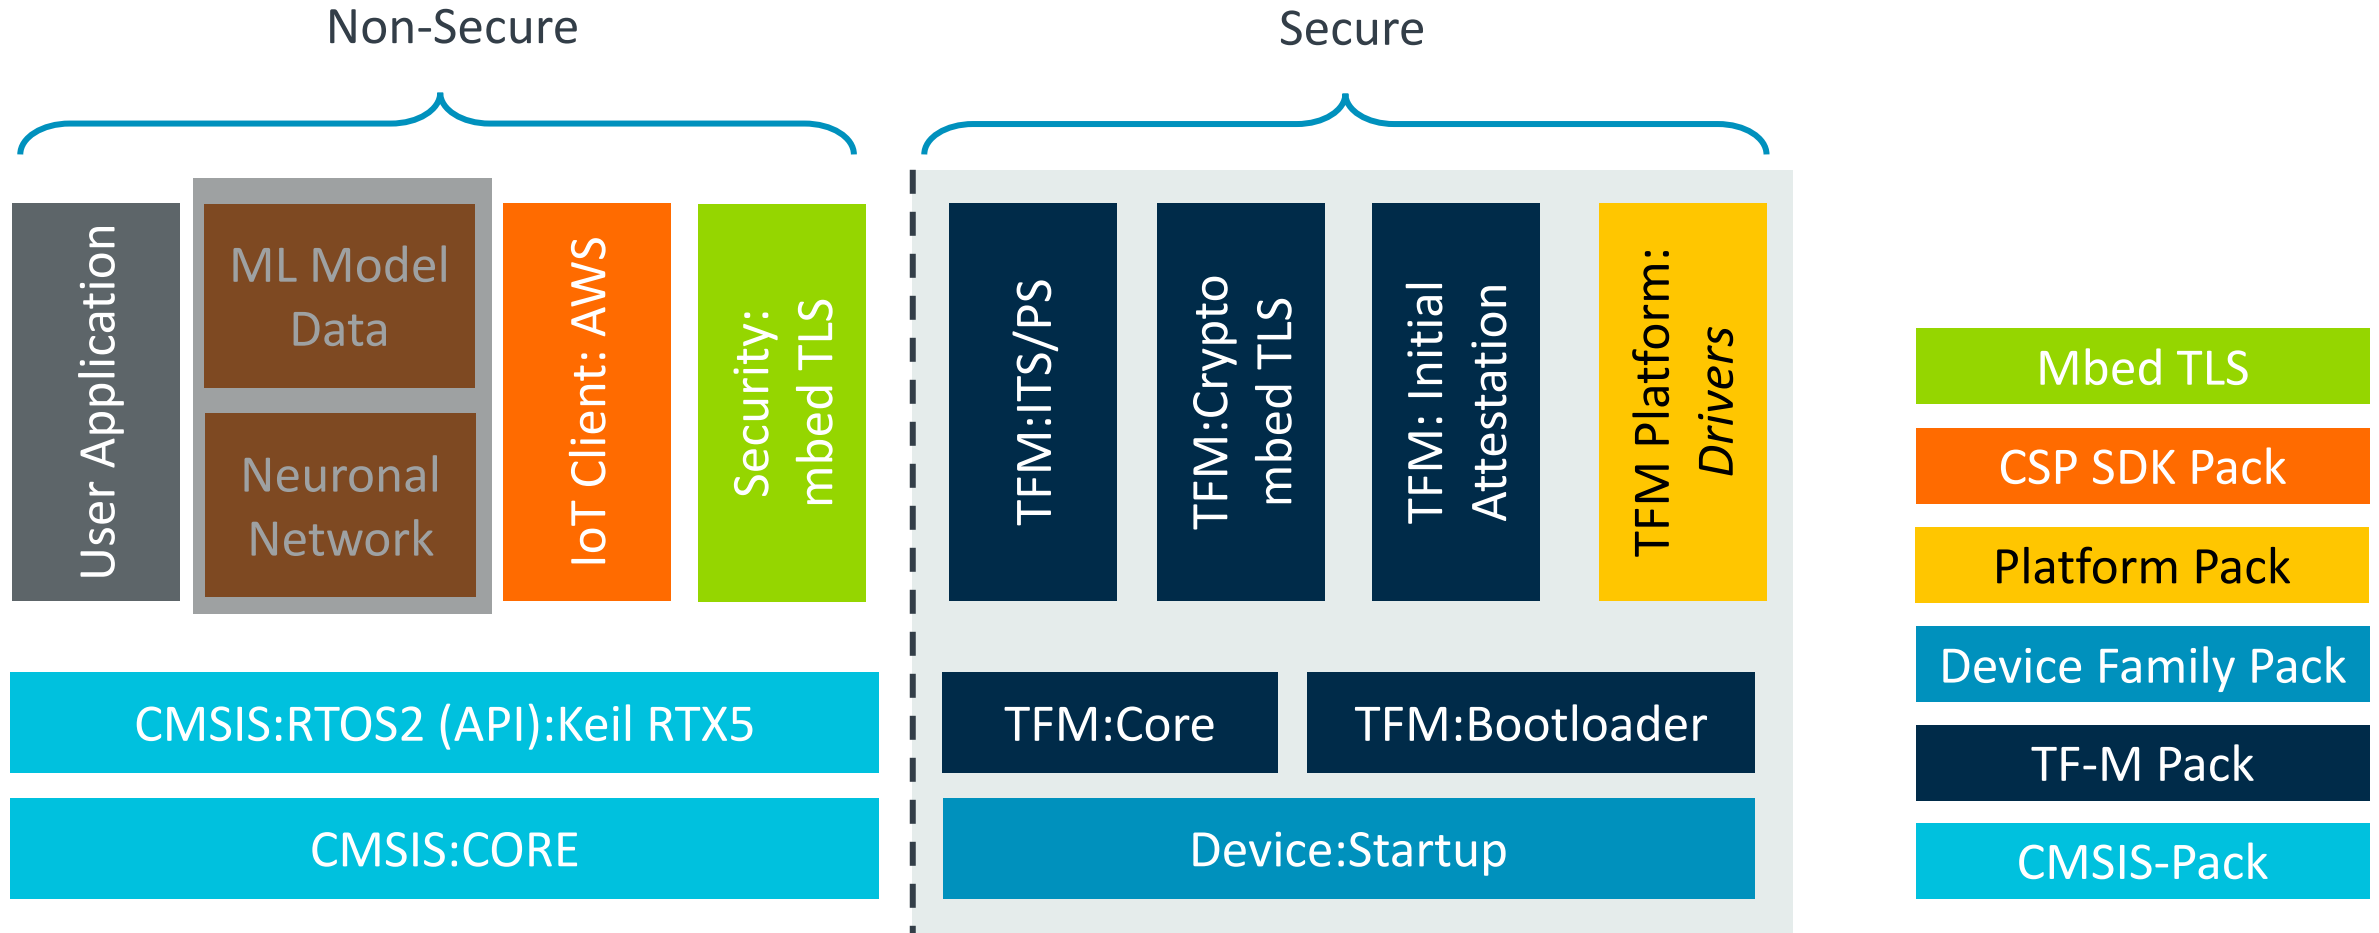 Non-Secure
Secure
User Application
ML Model
Data
Neuronal
Network
IoT Client: AWS
Security:
mbed TLS
TFM:ITS/PS
TFM:Crypto
mbed TLS
TFM: Initial
Attestation
TFM Platform:
Drivers
CMSIS:RTOS2 (API):Keil RTX5
CMSIS:CORE
TFM:Core
TFM:Bootloader
Device:Startup
Mbed TLS
CSP SDK Pack
Platform Pack
Device Family Pack
TF-M Pack
CMSIS-Pack